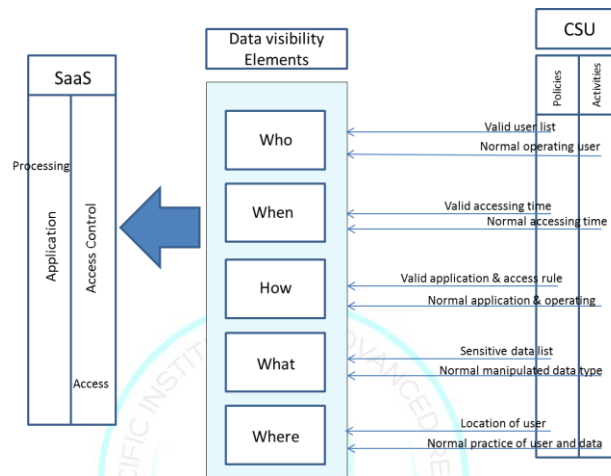 CSU
Data visibility
Elements
SaaS
Policies
Activities
Who
Valid user list
Normal operating user
Processing
When
Valid accessing time
Normal accessing time
Application
Access Control
How
Valid application & access rule
Normal application & operating
What
Sensitive data list
Normal manipulated data type
Access
Where
Location of user
Normal practice of user and data